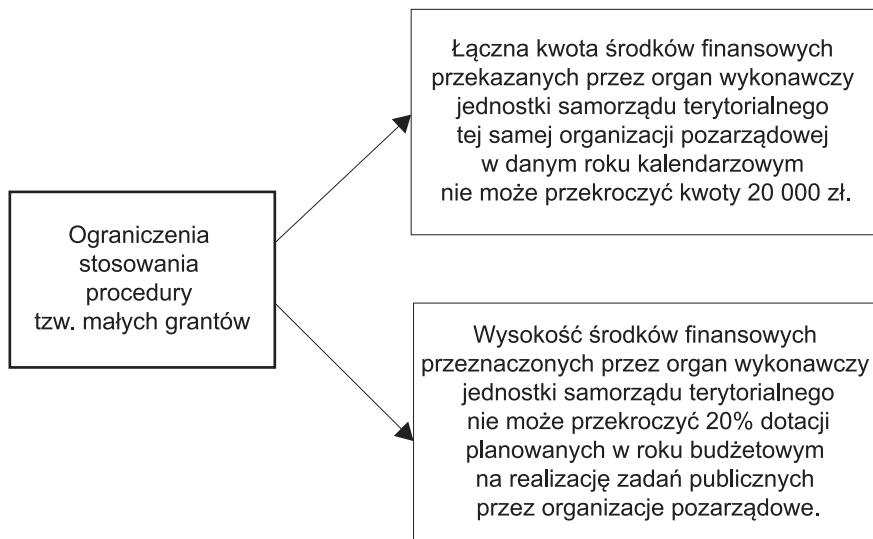 Ograniczenia
stosowania
procedury
tzw. małych grantów
Łączna kwota środków finansowych
przekazanych przez organ wykonawczy
jednostki samorządu terytorialnego
tej samej organizacji pozarządowej
w danym roku kalendarzowym
nie może przekroczyć kwoty 20 000 zł.
Wysokość środków finansowych
przeznaczonych przez organ wykonawczy
jednostki samorządu terytorialnego
nie może przekroczyć 20% dotacji
planowanych w roku budżetowym
na realizację zadań publicznych
przez organizacje pozarządowe.